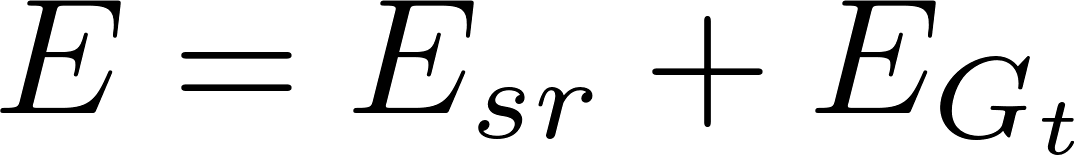 E = E_{sr} + E_{G_t}